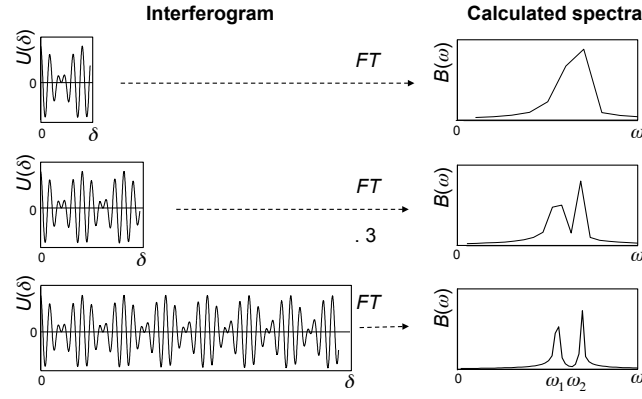 Interferogram Calculated spectra
U(δ) 0 0 δ FT B(ω) 0 ω
U(δ) 0 0 δ FT . 3 B(ω) 0 ω
U(δ) 0 0 δ FT B(ω) 0 ω₁ ω₂ ω